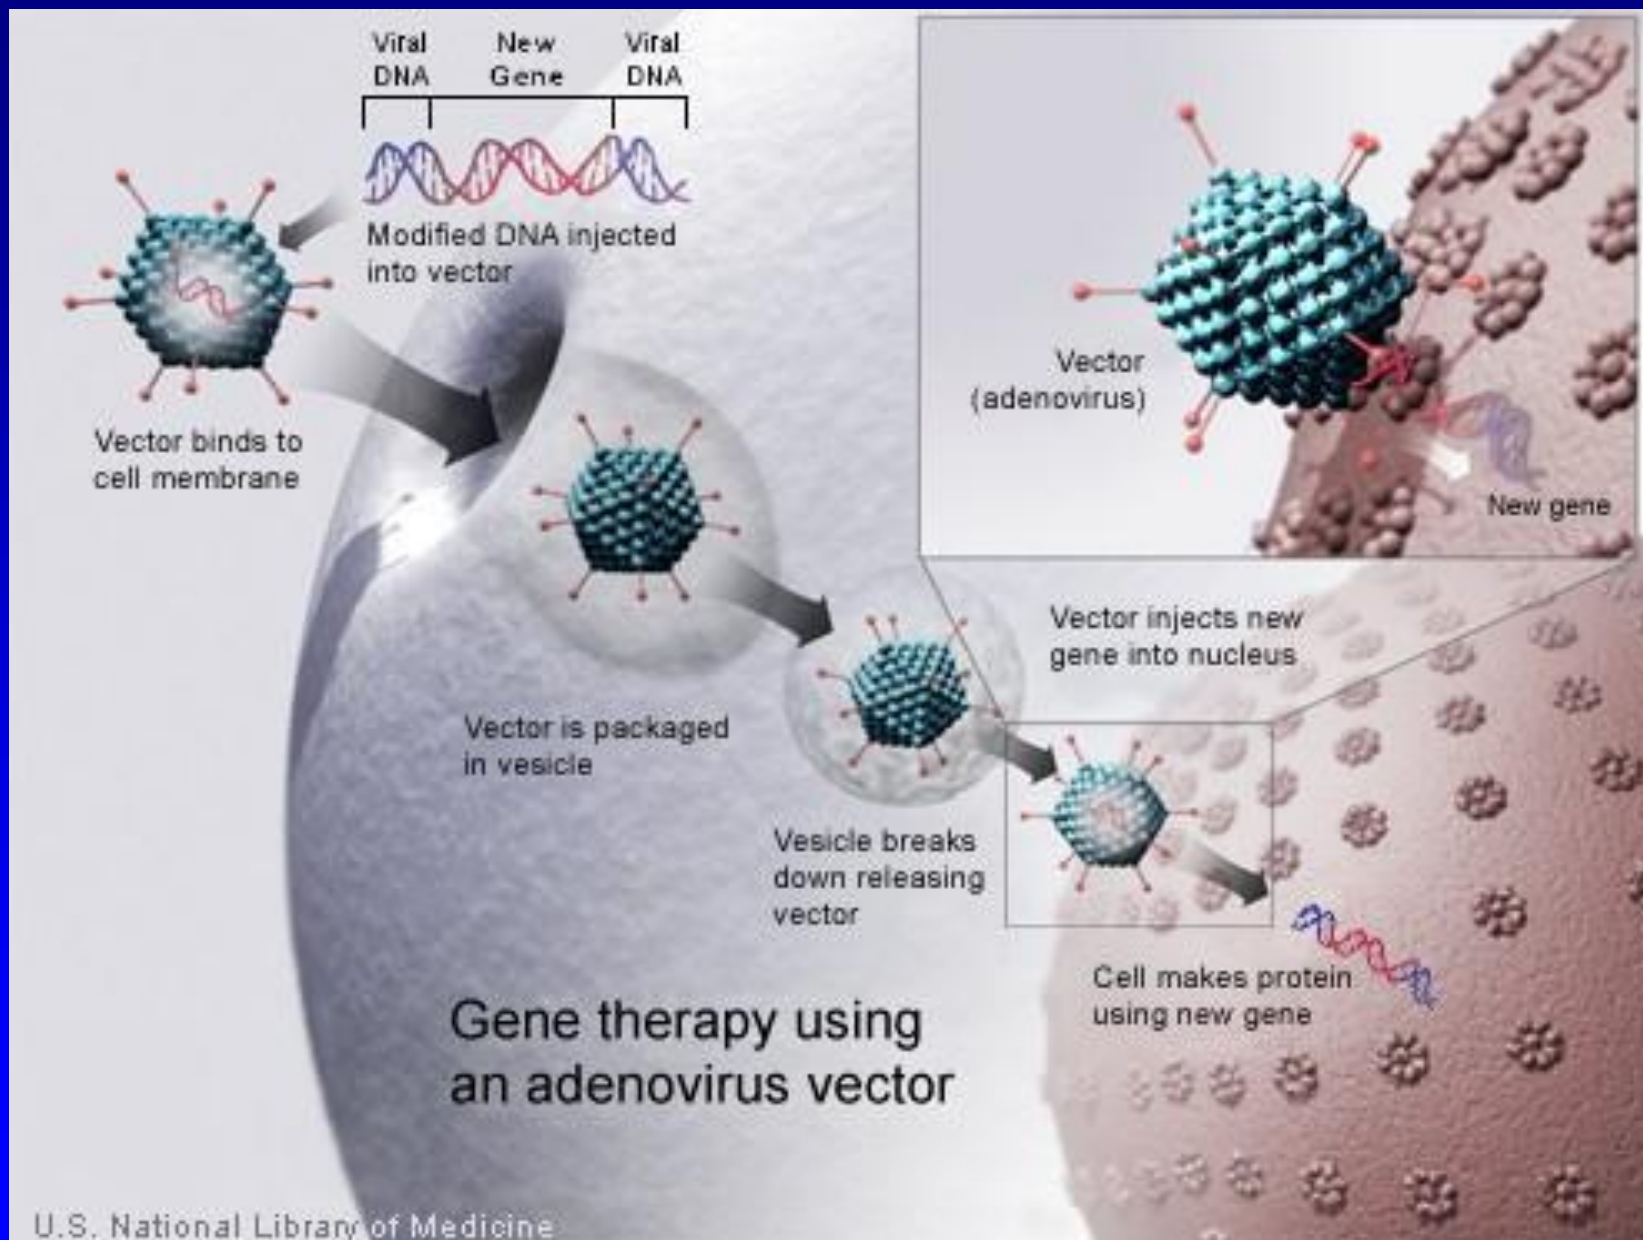 Viral
DNA
New
Gene
Viral
DNA
Modified DNA injected
into vector
Vector binds to
cell membrane
Vector
(adenovirus)
New gene
Vector injects new
gene into nucleus
Vector is packaged
in vesicle
Vesicle breaks
down releasing
vector
Cell makes protein
using new gene
Gene therapy using
an adenovirus vector
U.S. National Library of Medicine